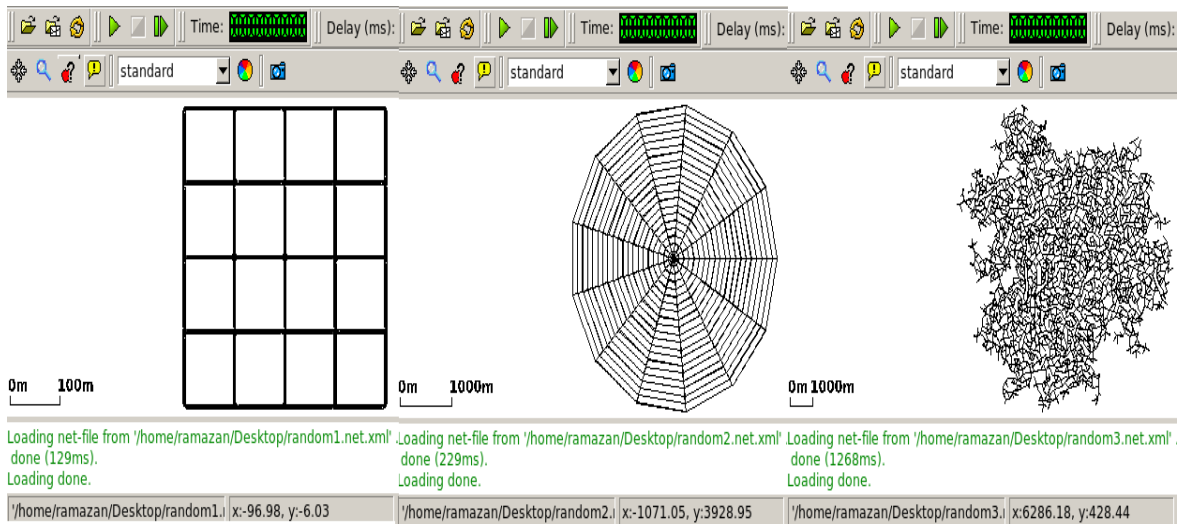 Time: Delay (ms):
standard
0m 100m
Loading net-file from '/home/ramazan/Desktop/random1.net.xml' .
done (129ms).
Loading done.
'/home/ramazan/Desktop/random1.n x:-96.98, y:-6.03
Time: Delay (ms):
standard
0m 1000m
Loading net-file from '/home/ramazan/Desktop/random2.net.xml' .
done (229ms).
Loading done.
'/home/ramazan/Desktop/random2.n x:-1071.05, y:3928.95
Time: Delay (ms):
standard
0m 1000m
Loading net-file from '/home/ramazan/Desktop/random3.net.xml' .
done (1268ms).
Loading done.
'/home/ramazan/Desktop/random3.n x:6286.18, y:428.44